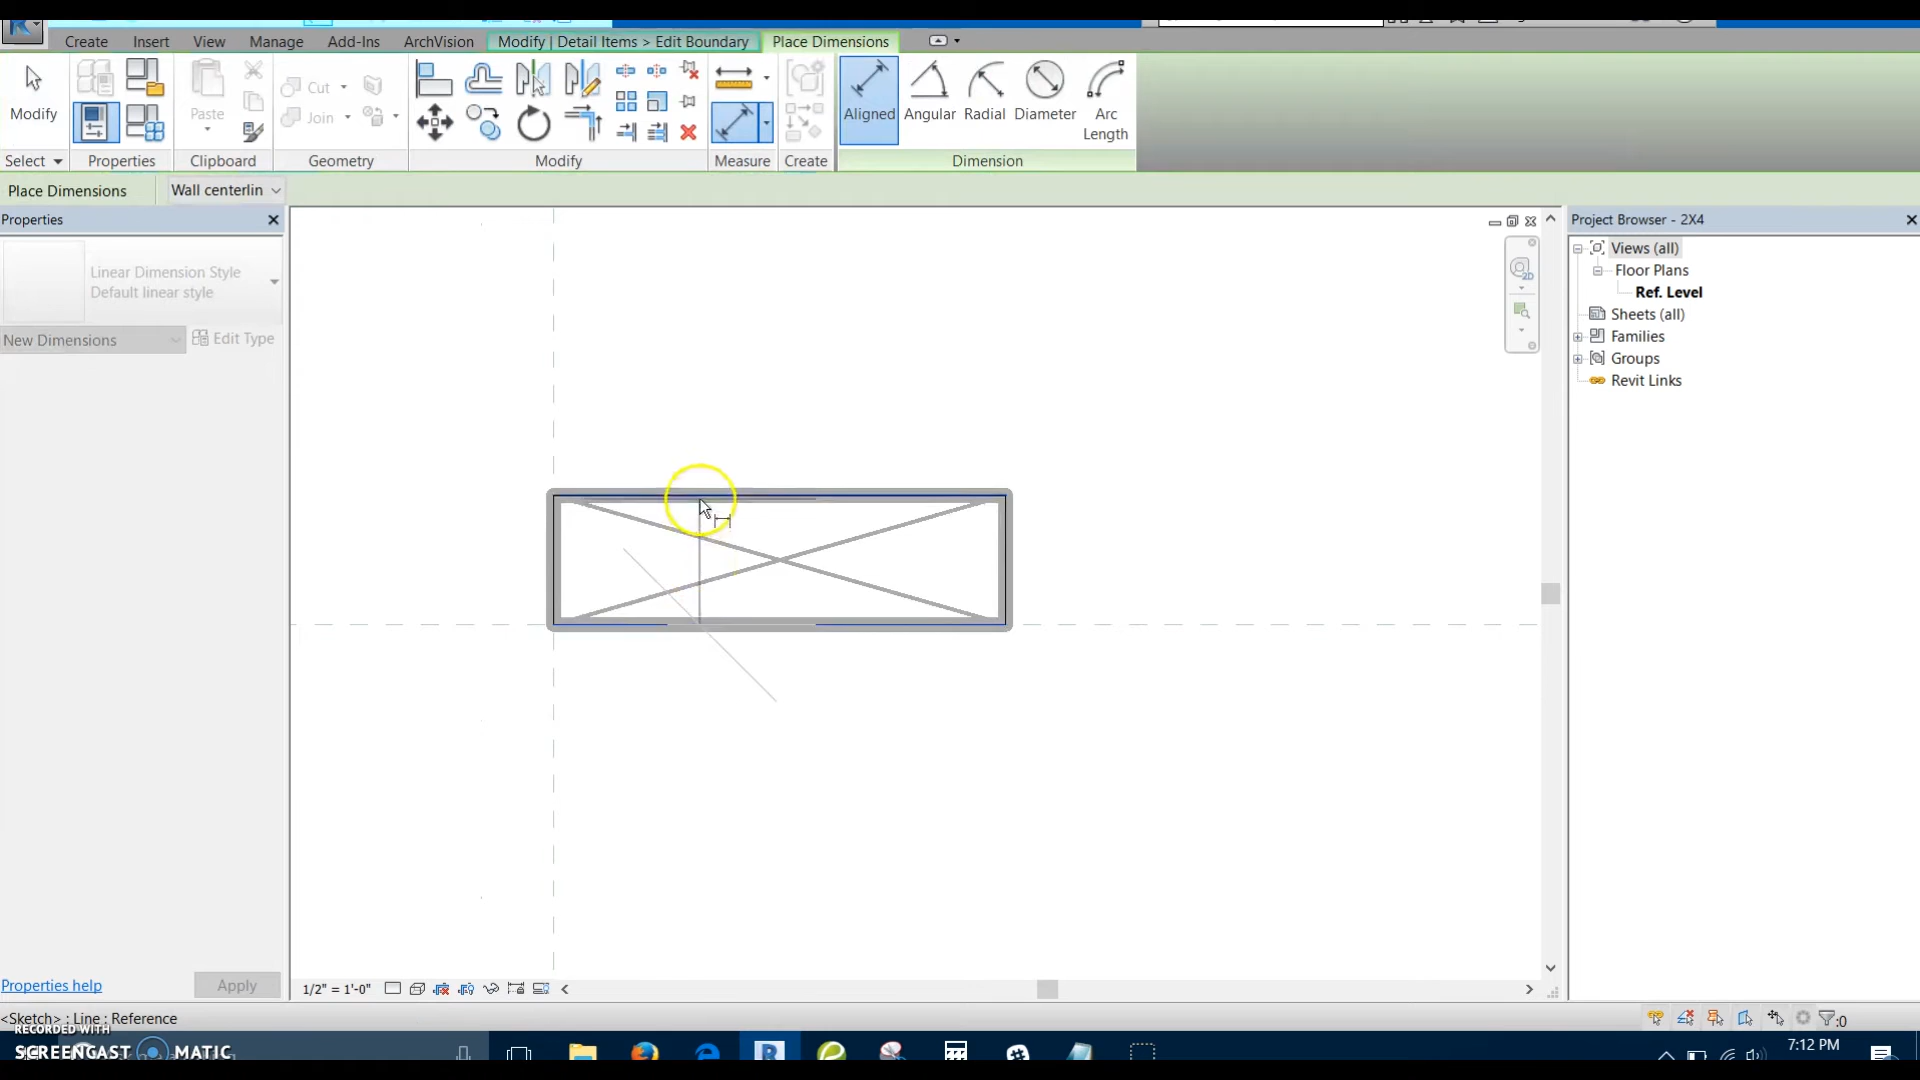 Create Insert View Manage Add-Ins ArchVision Modify | Detail Items > Edit Boundary Place Dimensions
Modify
Paste
Cut
Join
Aligned Angular Radial Diameter Arc Length
Select Properties Clipboard Geometry Modify Measure Create Dimension
Place Dimensions Wall centerlin
Properties
Project Browser - 2X4
Linear Dimension Style
Default linear style
New Dimensions Edit Type
Views (all)
Floor Plans
Ref. Level
Sheets (all)
Families
Groups
Revit Links
2D
Properties help Apply
1/2" = 1'-0"
<Sketch> : Line : Reference
:0
RECORDED WITH
SCREENCAST MATIC
7:12 PM